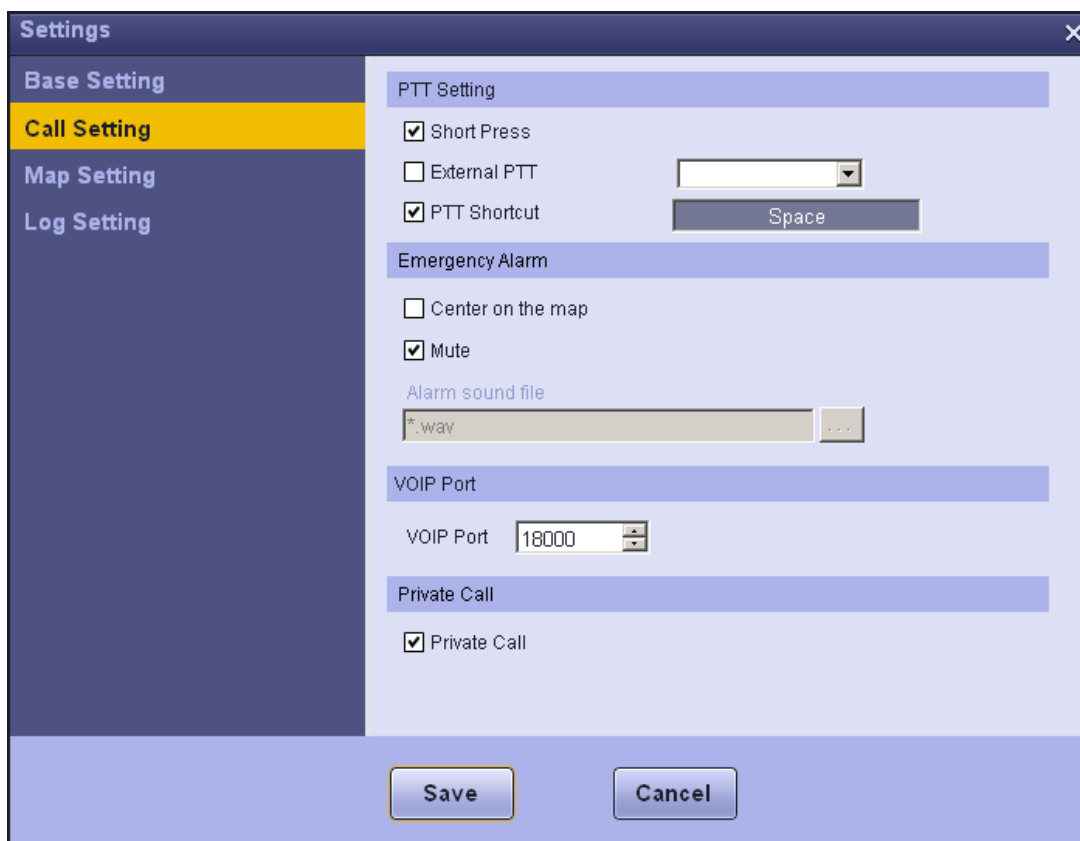 Settings
Base Setting
Call Setting
Map Setting
Log Setting
PTT Setting
Short Press
External PTT
PTT Shortcut Space
Emergency Alarm
Center on the map
Mute
Alarm sound file
*.wav ...
VOIP Port
VOIP Port 18000
Private Call
Private Call
Save Cancel